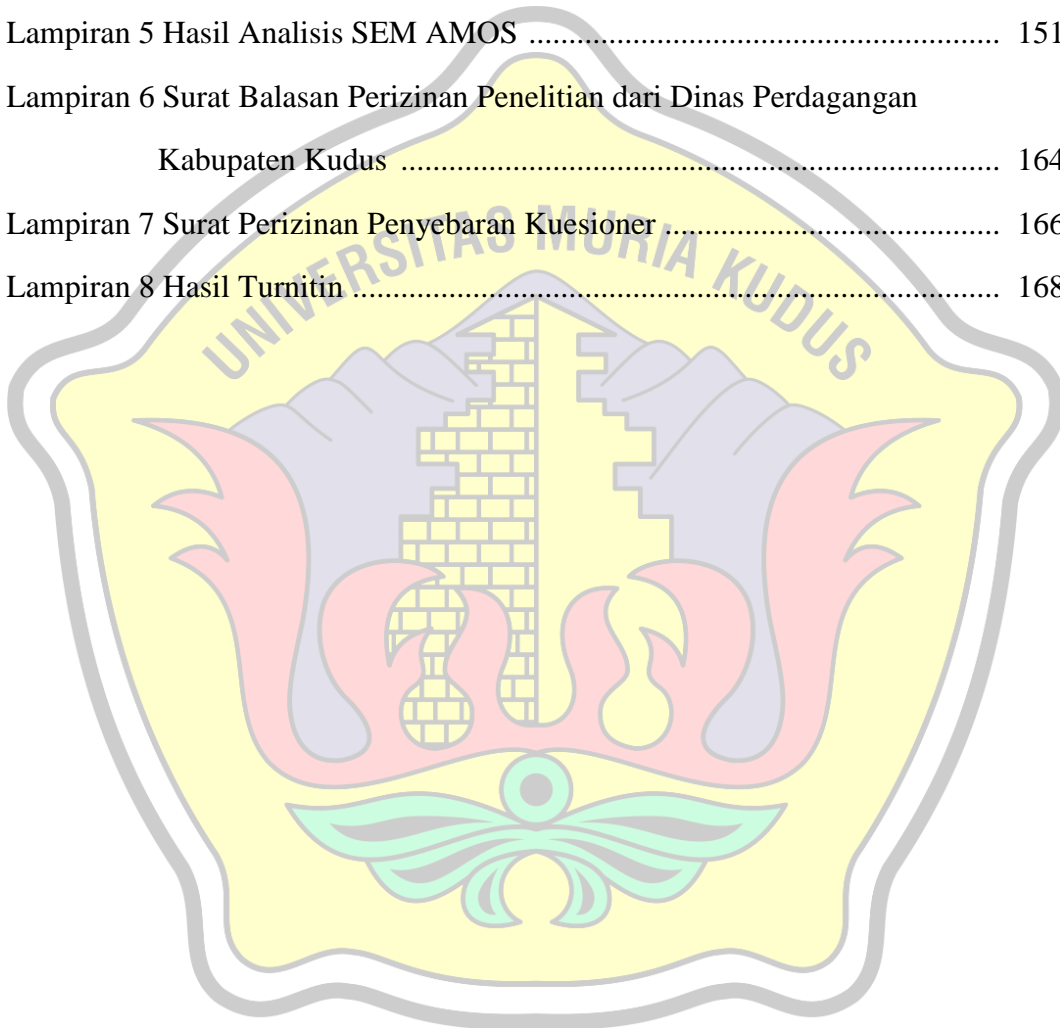 Lampiran 5 Hasil Analisis SEM AMOS ........................................................ 151
Lampiran 6 Surat Balasan Perizinan Penelitian dari Dinas Perdagangan
Kabupaten Kudus ........................................................................ 164
Lampiran 7 Surat Perizinan Penyebaran Kuesioner ........................................ 166
Lampiran 8 Hasil Turnitin ............................................................................. 168
UNIVERSITAS MURIA KUDUS